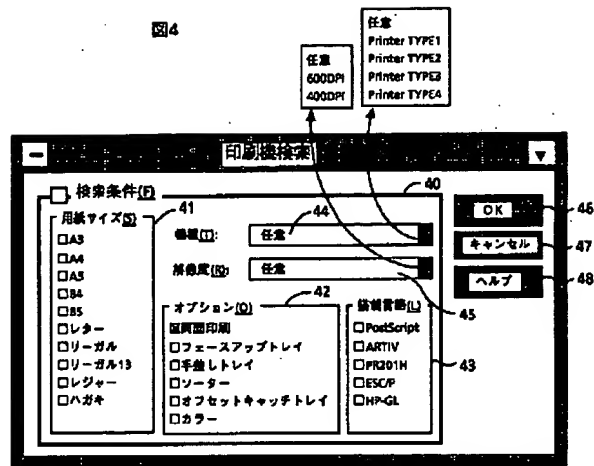 図4
任意
600DPI
400DPI
任意
Printer TYPE1
Printer TYPE2
Printer TYPE3
Printer TYPE4
印刷機検索
検索条件(F)
40
用紙サイズ(S)
41
A3
A4
A5
B4
B5
レター
リーガル
リーガル13
レジャー
ハガキ
機種(T):
任意
44
解像度(R):
任意
45
オプション(O)
42
両面印刷
フェースアップトレイ
手差しトレイ
ソーター
オフセットキャッチトレイ
カラー
(L)
43
PostScript
ARTIV
PR201H
ESC/P
HP-GL
OK
46
キャンセル
47
ヘルプ
48